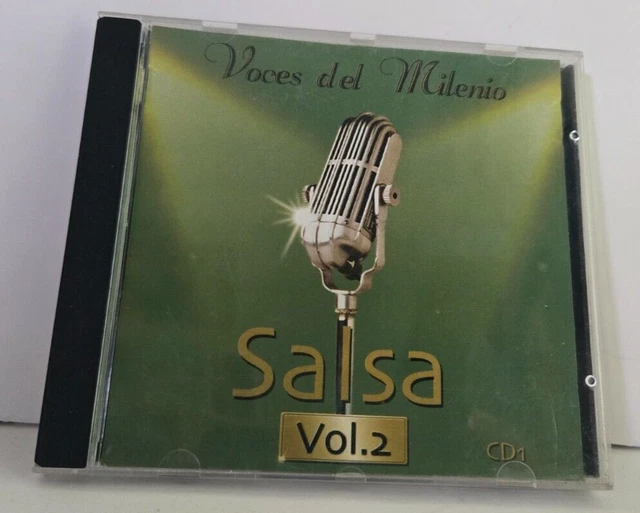 Voces del Milenio
Salsa
Vol.2
CD1